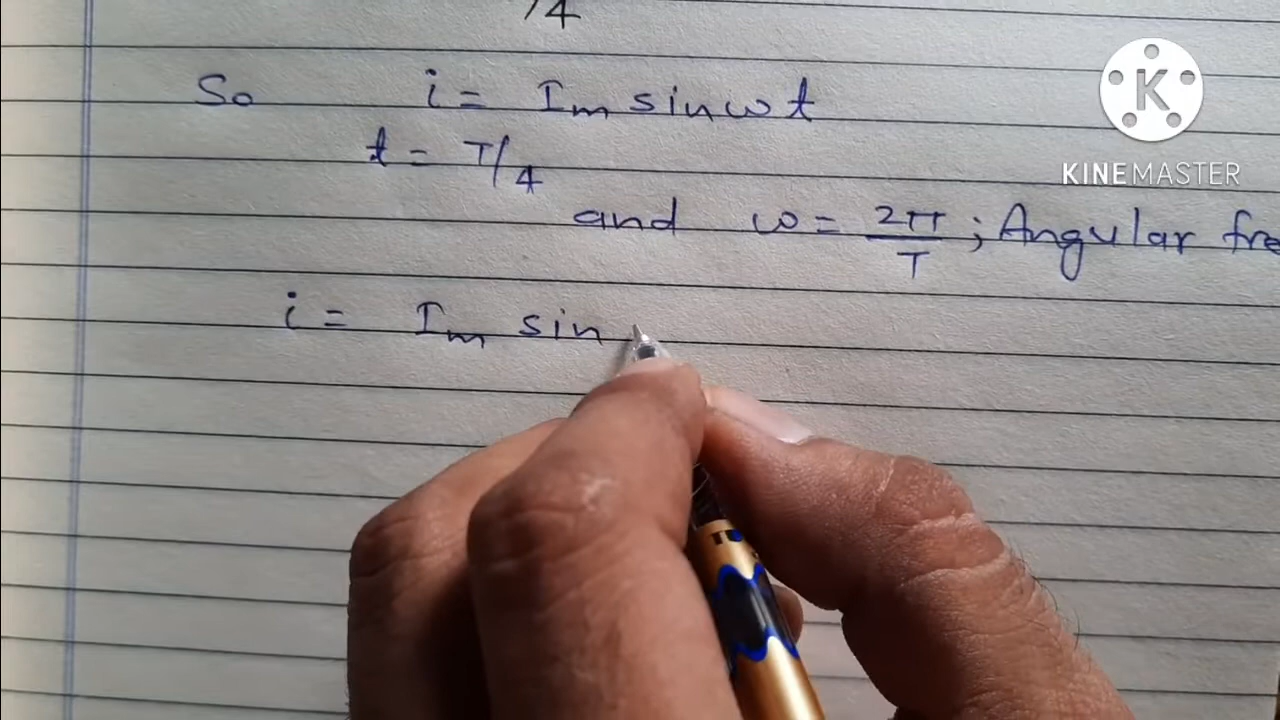 /4
So i = Im sinωt
t = T/4
and ω = 2π/T ; Angular fre
i = Im sin
K
KINEMASTER